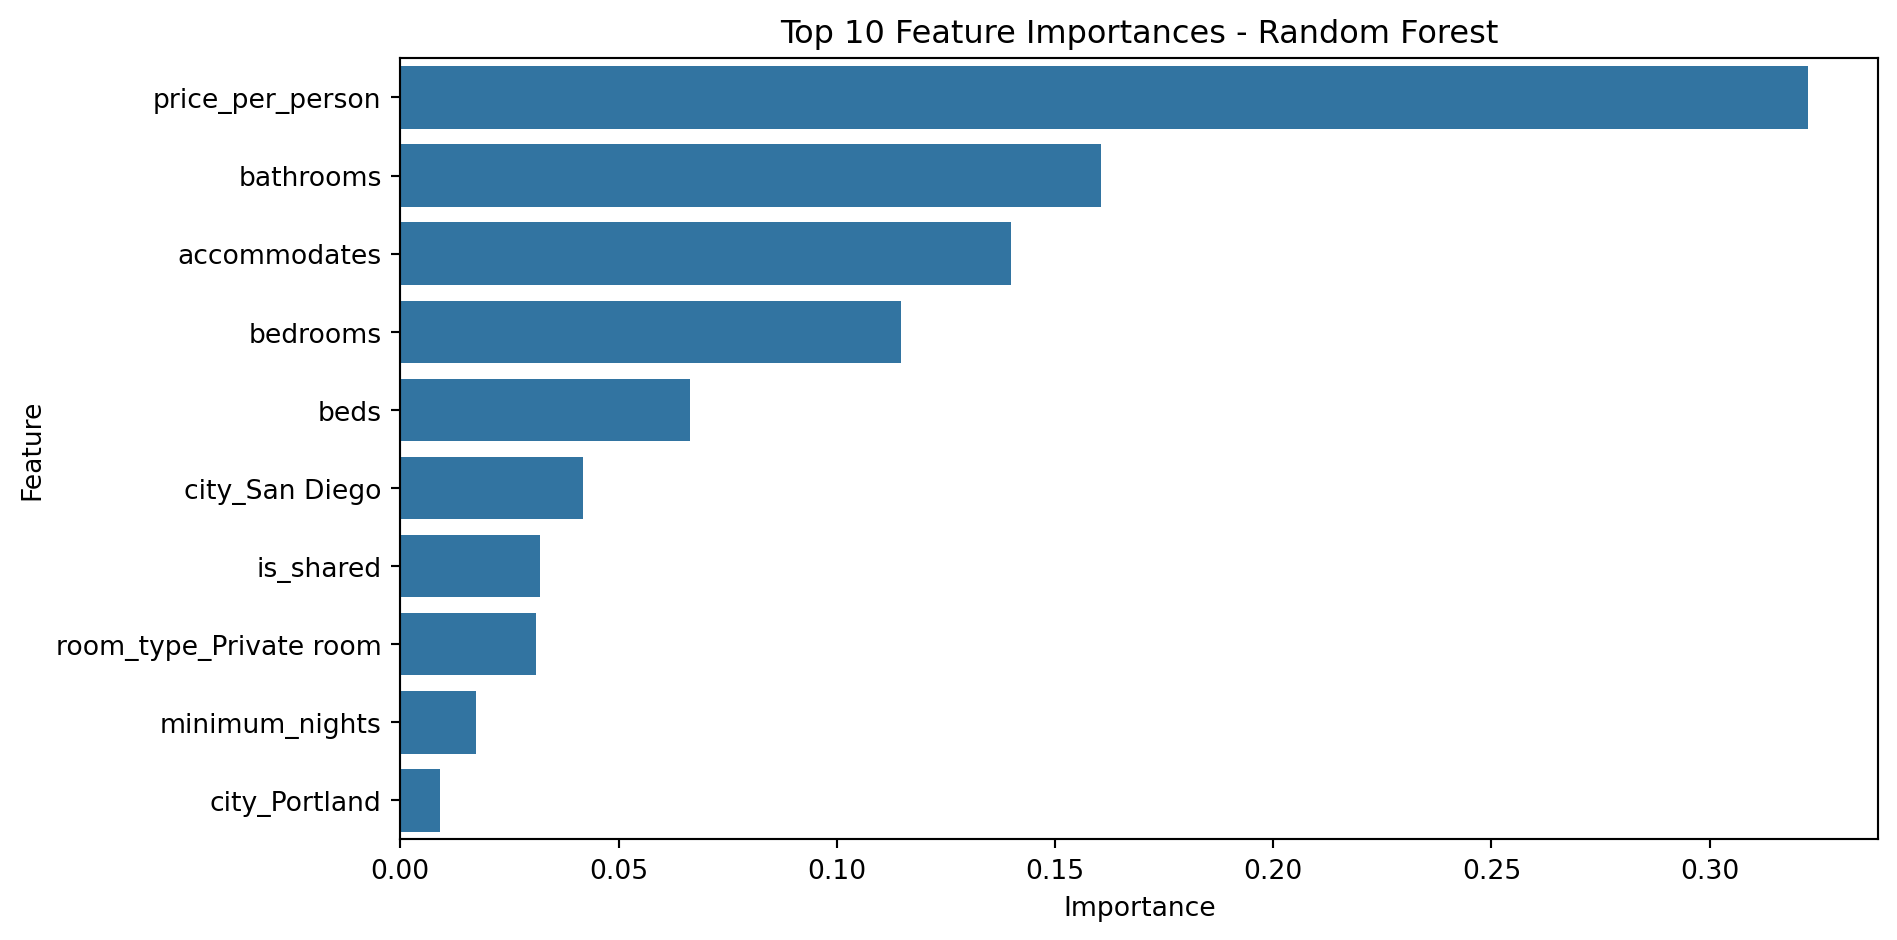 Top 10 Feature Importances - Random Forest
price_per_person
bathrooms
accommodates
bedrooms
beds
city_San Diego
is_shared
room_type_Private room
minimum_nights
city_Portland
Feature
0.00 0.05 0.10 0.15 0.20 0.25 0.30
Importance